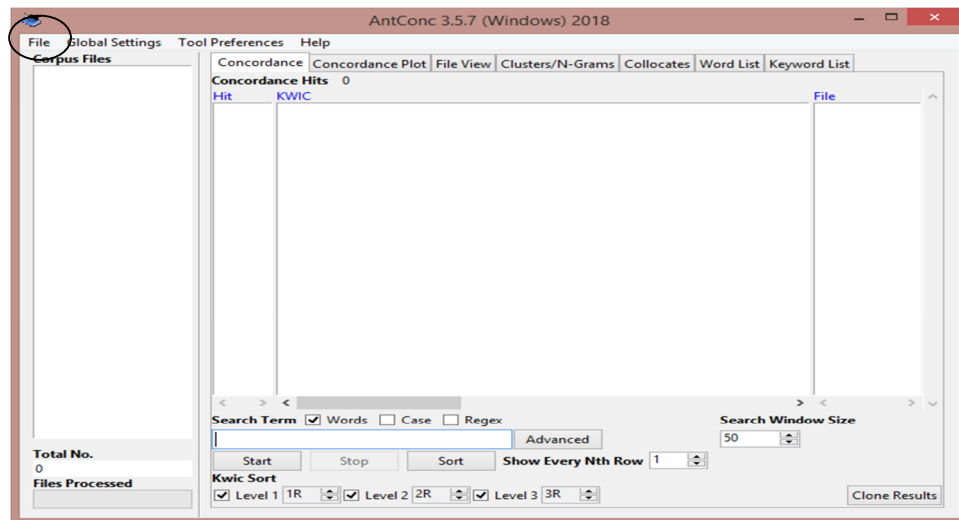 AntConc 3.5.7 (Windows) 2018
File Global Settings Tool Preferences Help
Corpus Files
Concordance Concordance Plot File View Clusters/N-Grams Collocates Word List Keyword List
Concordance Hits 0
Hit KWIC File
Search Term Words Case Regex Search Window Size
Advanced 50
Total No.
0
Start Stop Sort Show Every Nth Row 1
Files Processed
Kwic Sort
Level 1 1R Level 2 2R Level 3 3R Clone Results